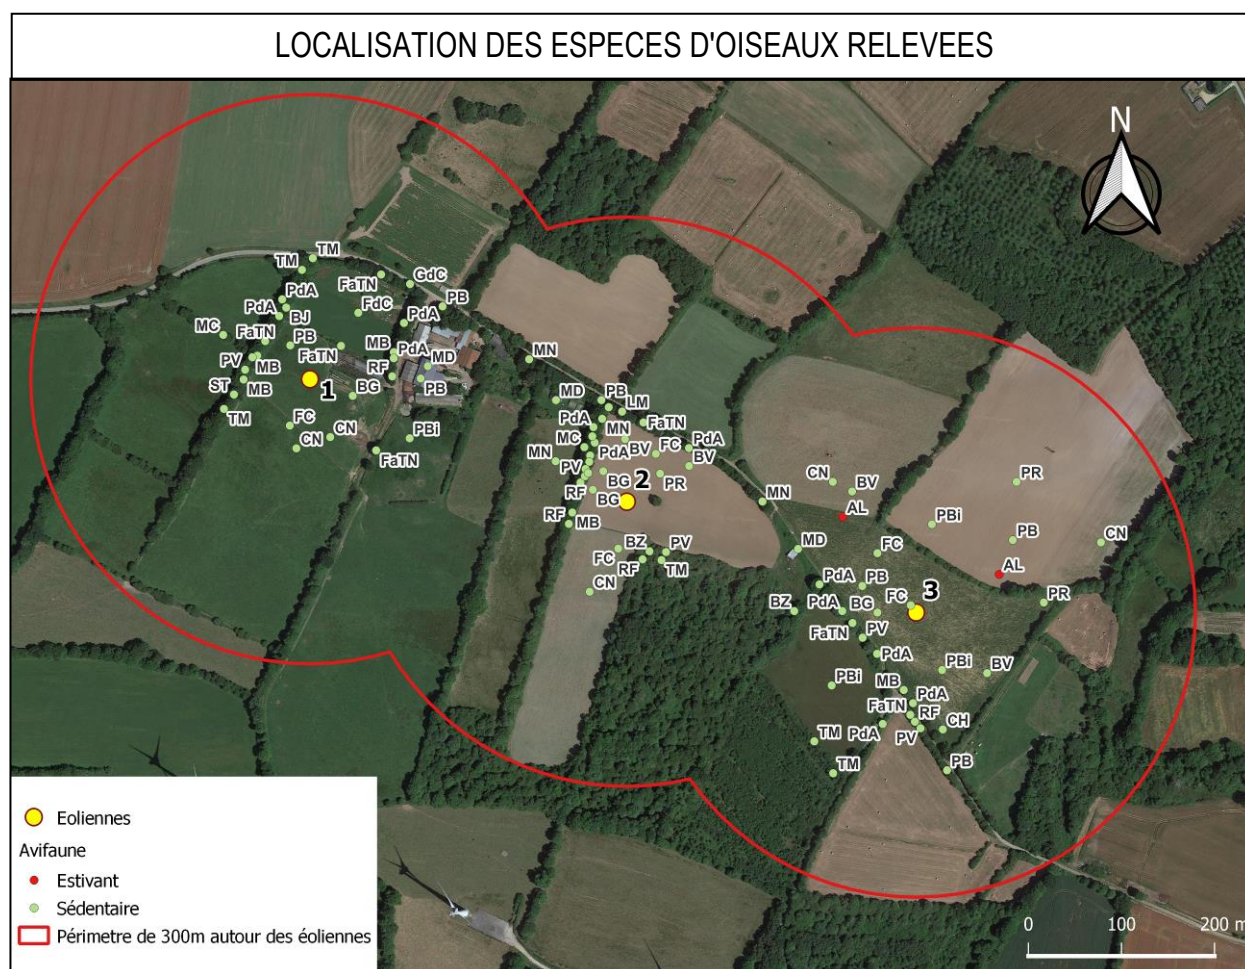 LOCALISATION DES ESPECES D'OISEAUX RELEVEES
N
TM
TM
FaTN
GdC
PdA
FdC
PB
PdA
BJ
PdA
MC
FaTN
PB
FaTN
MB
PdA
MD
PV
MB
RF
PB
ST
MB
1
BG
TM
FC
CN
CN
PBi
FaTN
MN
MD
PB
LM
PdA
MN
FaTN
MC
PdA
BV
FC
PdA
BV
MN
PV
BG
PR
RF
BG
2
MN
RF
MB
BZ
PV
FC
RF
TM
CN
CN
BV
AL
PR
PBi
PB
CN
MD
FC
AL
PdA
PB
PR
BZ
PdA
BG
FC
3
FaTN
PV
PdA
PBi
BV
PBi
MB
PdA
FaTN
RF
CH
PdA
PV
TM
TM
PB
Eoliennes
Avifaune
Estivant
Sédentaire
Périmetre de 300m autour des éoliennes
0 100 200 m